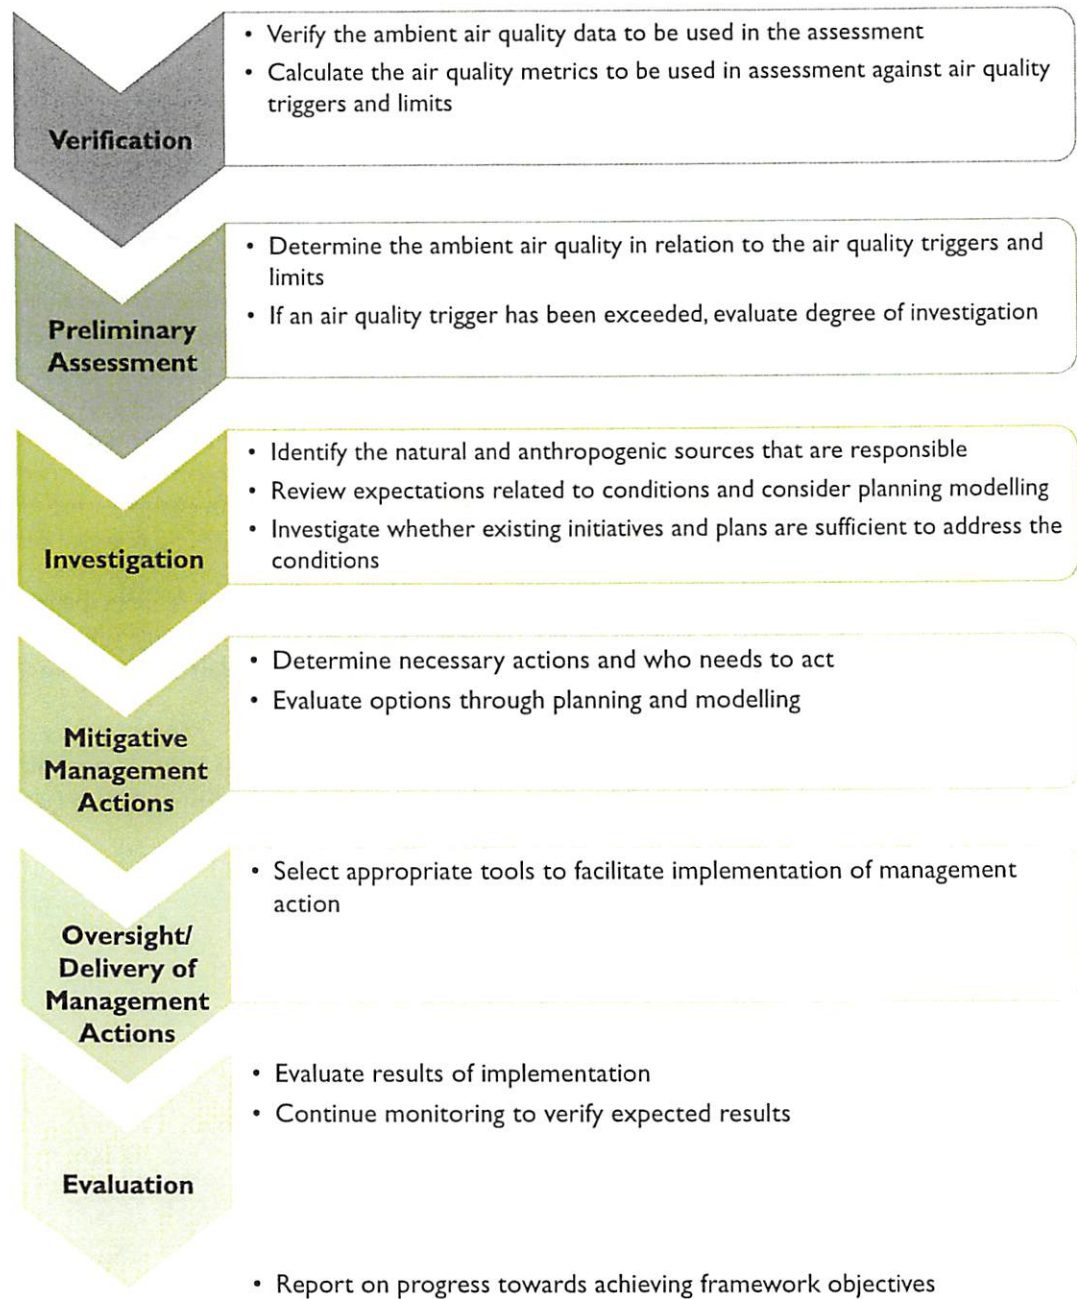 Verification
• Verify the ambient air quality data to be used in the assessment
• Calculate the air quality metrics to be used in assessment against air quality
triggers and limits
Preliminary
Assessment
• Determine the ambient air quality in relation to the air quality triggers and
limits
• If an air quality trigger has been exceeded, evaluate degree of investigation
Investigation
• Identify the natural and anthropogenic sources that are responsible
• Review expectations related to conditions and consider planning modelling
• Investigate whether existing initiatives and plans are sufficient to address the
conditions
Mitigative
Management
Actions
• Determine necessary actions and who needs to act
• Evaluate options through planning and modelling
Oversight/
Delivery of
Management
Actions
• Select appropriate tools to facilitate implementation of management
action
Evaluation
• Evaluate results of implementation
• Continue monitoring to verify expected results
• Report on progress towards achieving framework objectives